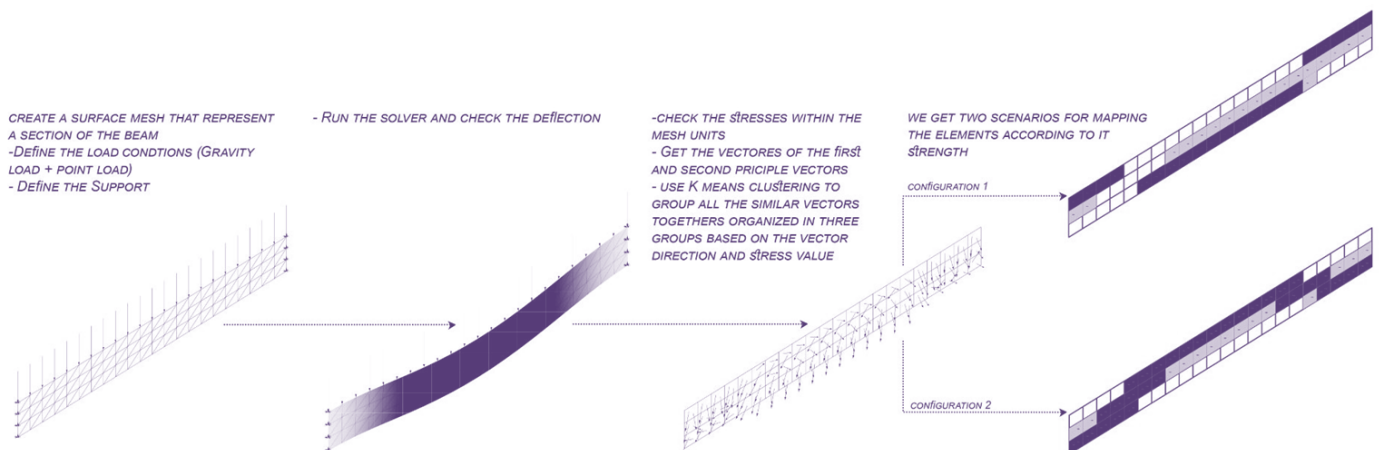 CREATE A SURFACE MESH THAT REPRESENT
A SECTION OF THE BEAM
-DEFINE THE LOAD CONDTIONS (GRAVITY
LOAD + POINT LOAD)
- DEFINE THE SUPPORT
- RUN THE SOLVER AND CHECK THE DEFLECTION
-CHECK THE STRESSES WITHIN THE
MESH UNITS
- GET THE VECTORES OF THE FIRST
AND SECOND PRICIPLE VECTORS
- USE K MEANS CLUSTERING TO
GROUP ALL THE SIMILAR VECTORS
TOGETHERS ORGANIZED IN THREE
GROUPS BASED ON THE VECTOR
DIRECTION AND STRESS VALUE
WE GET TWO SCENARIOS FOR MAPPING
THE ELEMENTS ACCORDING TO IT
STRENGTH
CONFIGURATION 1
CONFIGURATION 2